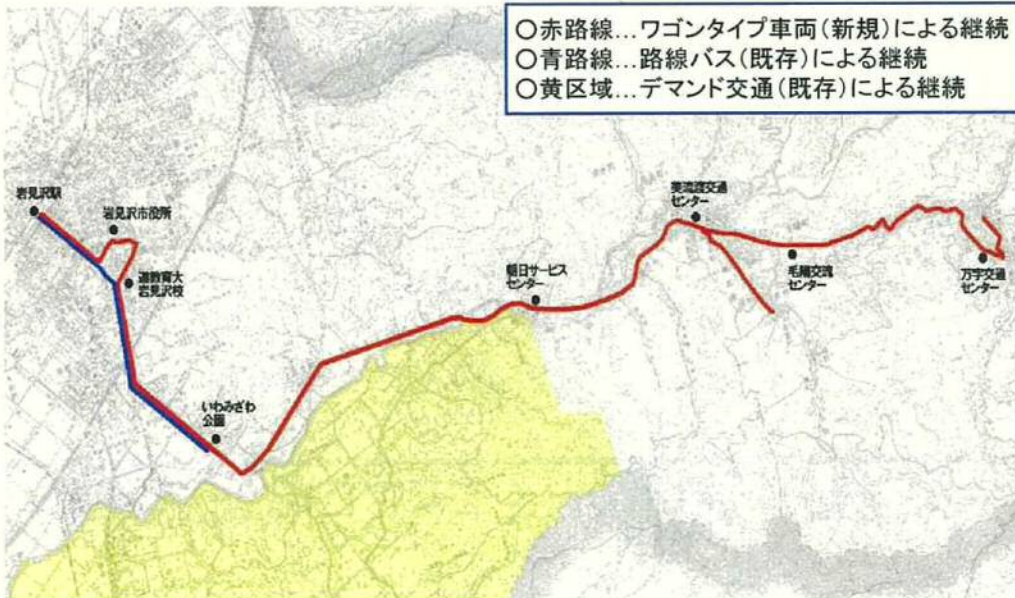 ○赤路線…ワゴンタイプ車両(新規)による継続
○青路線…路線バス(既存)による継続
○黄区域…デマンド交通(既存)による継続
岩見沢駅
岩見沢市役所
道教育大
岩見沢校
いわみざわ
公園
朝日サービス
センター
美流渡交通
センター
毛陽交流
センター
万字交通
センター